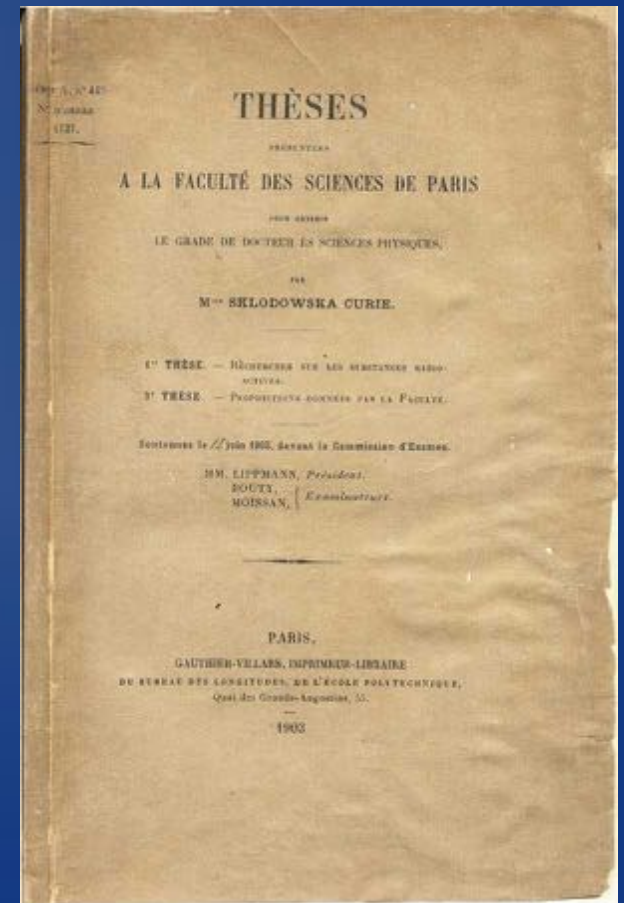 THÈSES
PRÉSENTÉES
A LA FACULTÉ DES SCIENCES DE PARIS
POUR OBTENIR
LE GRADE DE DOCTEUR ÈS SCIENCES PHYSIQUES,
PAR
Mme SKLODOWSKA CURIE.
1re THÈSE. — RECHERCHES SUR LES SUBSTANCES RADIO-
ACTIVES.
2e THÈSE. — PROPOSITIONS DONNÉES PAR LA FACULTÉ.
Soutenues le juin 1903, devant la Commission d'Examen.
MM. LIPPMANN, Président.
BOUTY,
MOISSAN, Examinateurs.
PARIS,
GAUTHIER-VILLARS, IMPRIMEUR-LIBRAIRE
DU BUREAU DES LONGITUDES, DE L'ÉCOLE POLYTECHNIQUE,
Quai des Grands-Augustins, 55.
1903